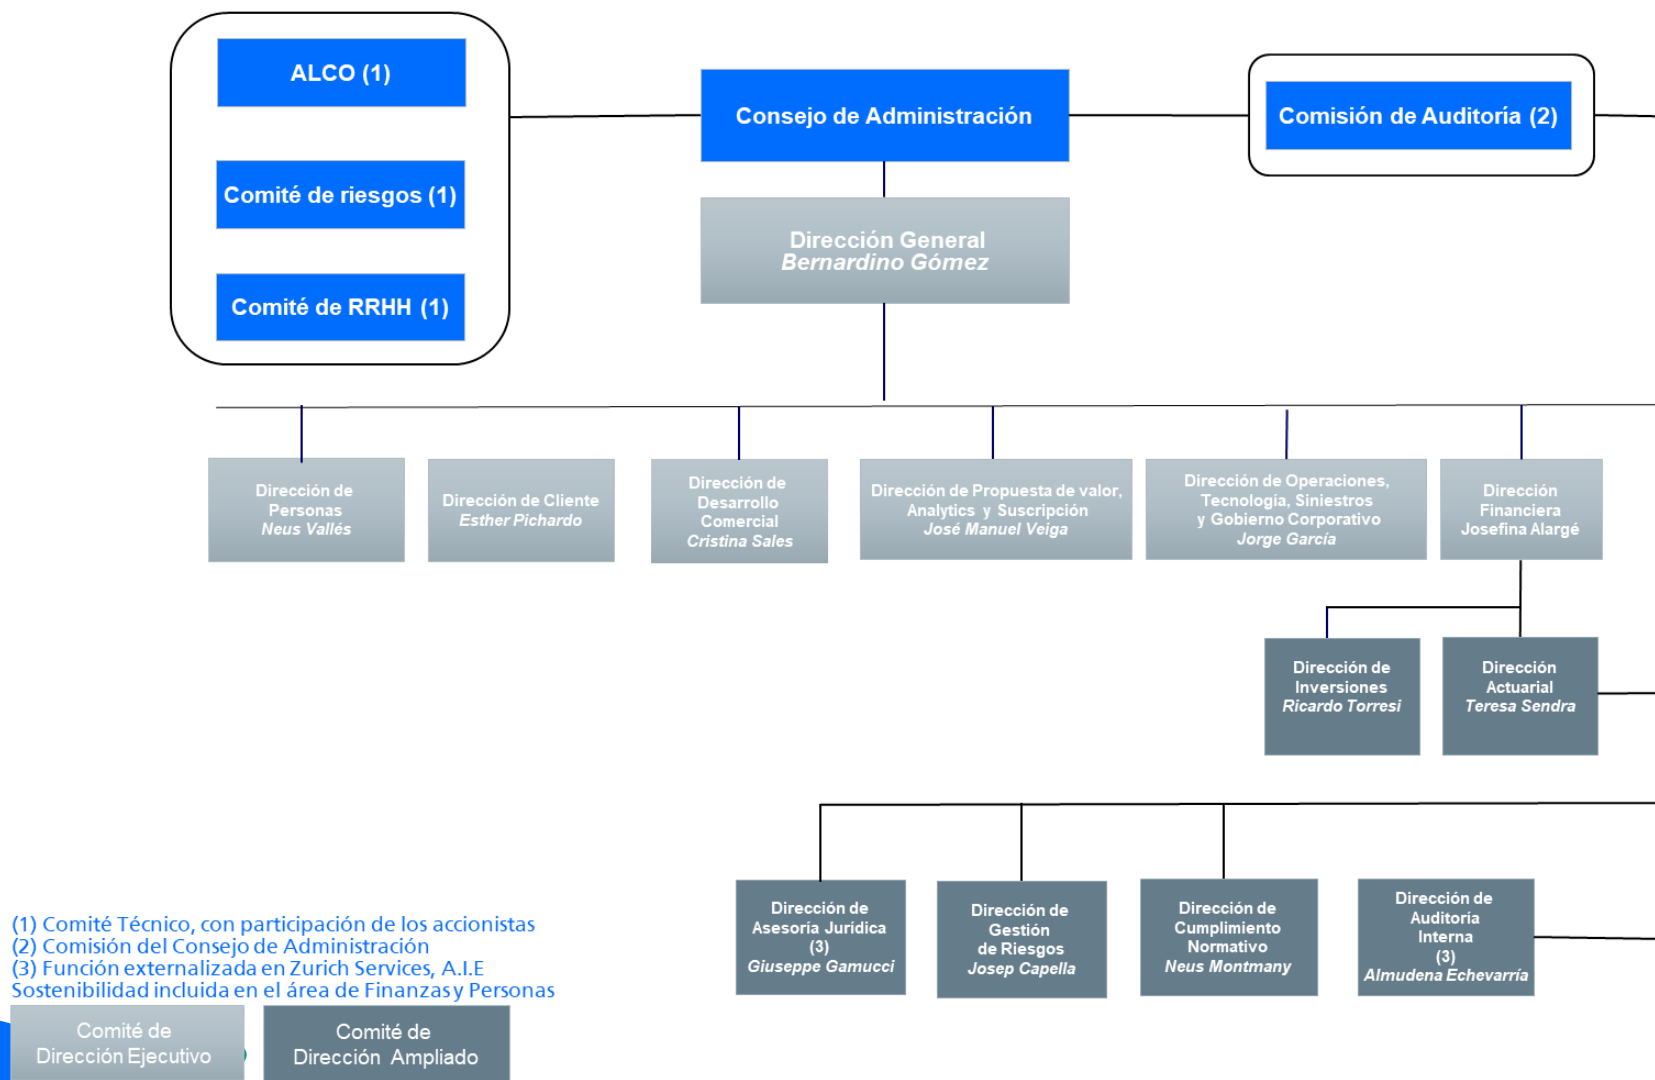 ALCO (1)
Comité de riesgos (1)
Comité de RRHH (1)
Consejo de Administración
Comisión de Auditoría (2)
Dirección General
Bernardino Gómez
Dirección de
Personas
Neus Vallés
Dirección de Cliente
Esther Pichardo
Dirección de
Desarrollo
Comercial
Cristina Sales
Dirección de Propuesta de valor,
Analytics y Suscripción
José Manuel Veiga
Dirección de Operaciones,
Tecnología, Siniestros
y Gobierno Corporativo
Jorge García
Dirección
Financiera
Josefina Alargé
Dirección de
Inversiones
Ricardo Torresi
Dirección
Actuarial
Teresa Sendra
Dirección de
Asesoría Jurídica
(3)
Giuseppe Gamucci
Dirección de
Gestión
de Riesgos
Josep Capella
Dirección de
Cumplimiento
Normativo
Neus Montmany
Dirección de
Auditoría
Interna
(3)
Almudena Echevarría
(1) Comité Técnico, con participación de los accionistas
(2) Comisión del Consejo de Administración
(3) Función externalizada en Zurich Services, A.I.E
Sostenibilidad incluida en el área de Finanzas y Personas
Comité de
Dirección Ejecutivo
Comité de
Dirección Ampliado